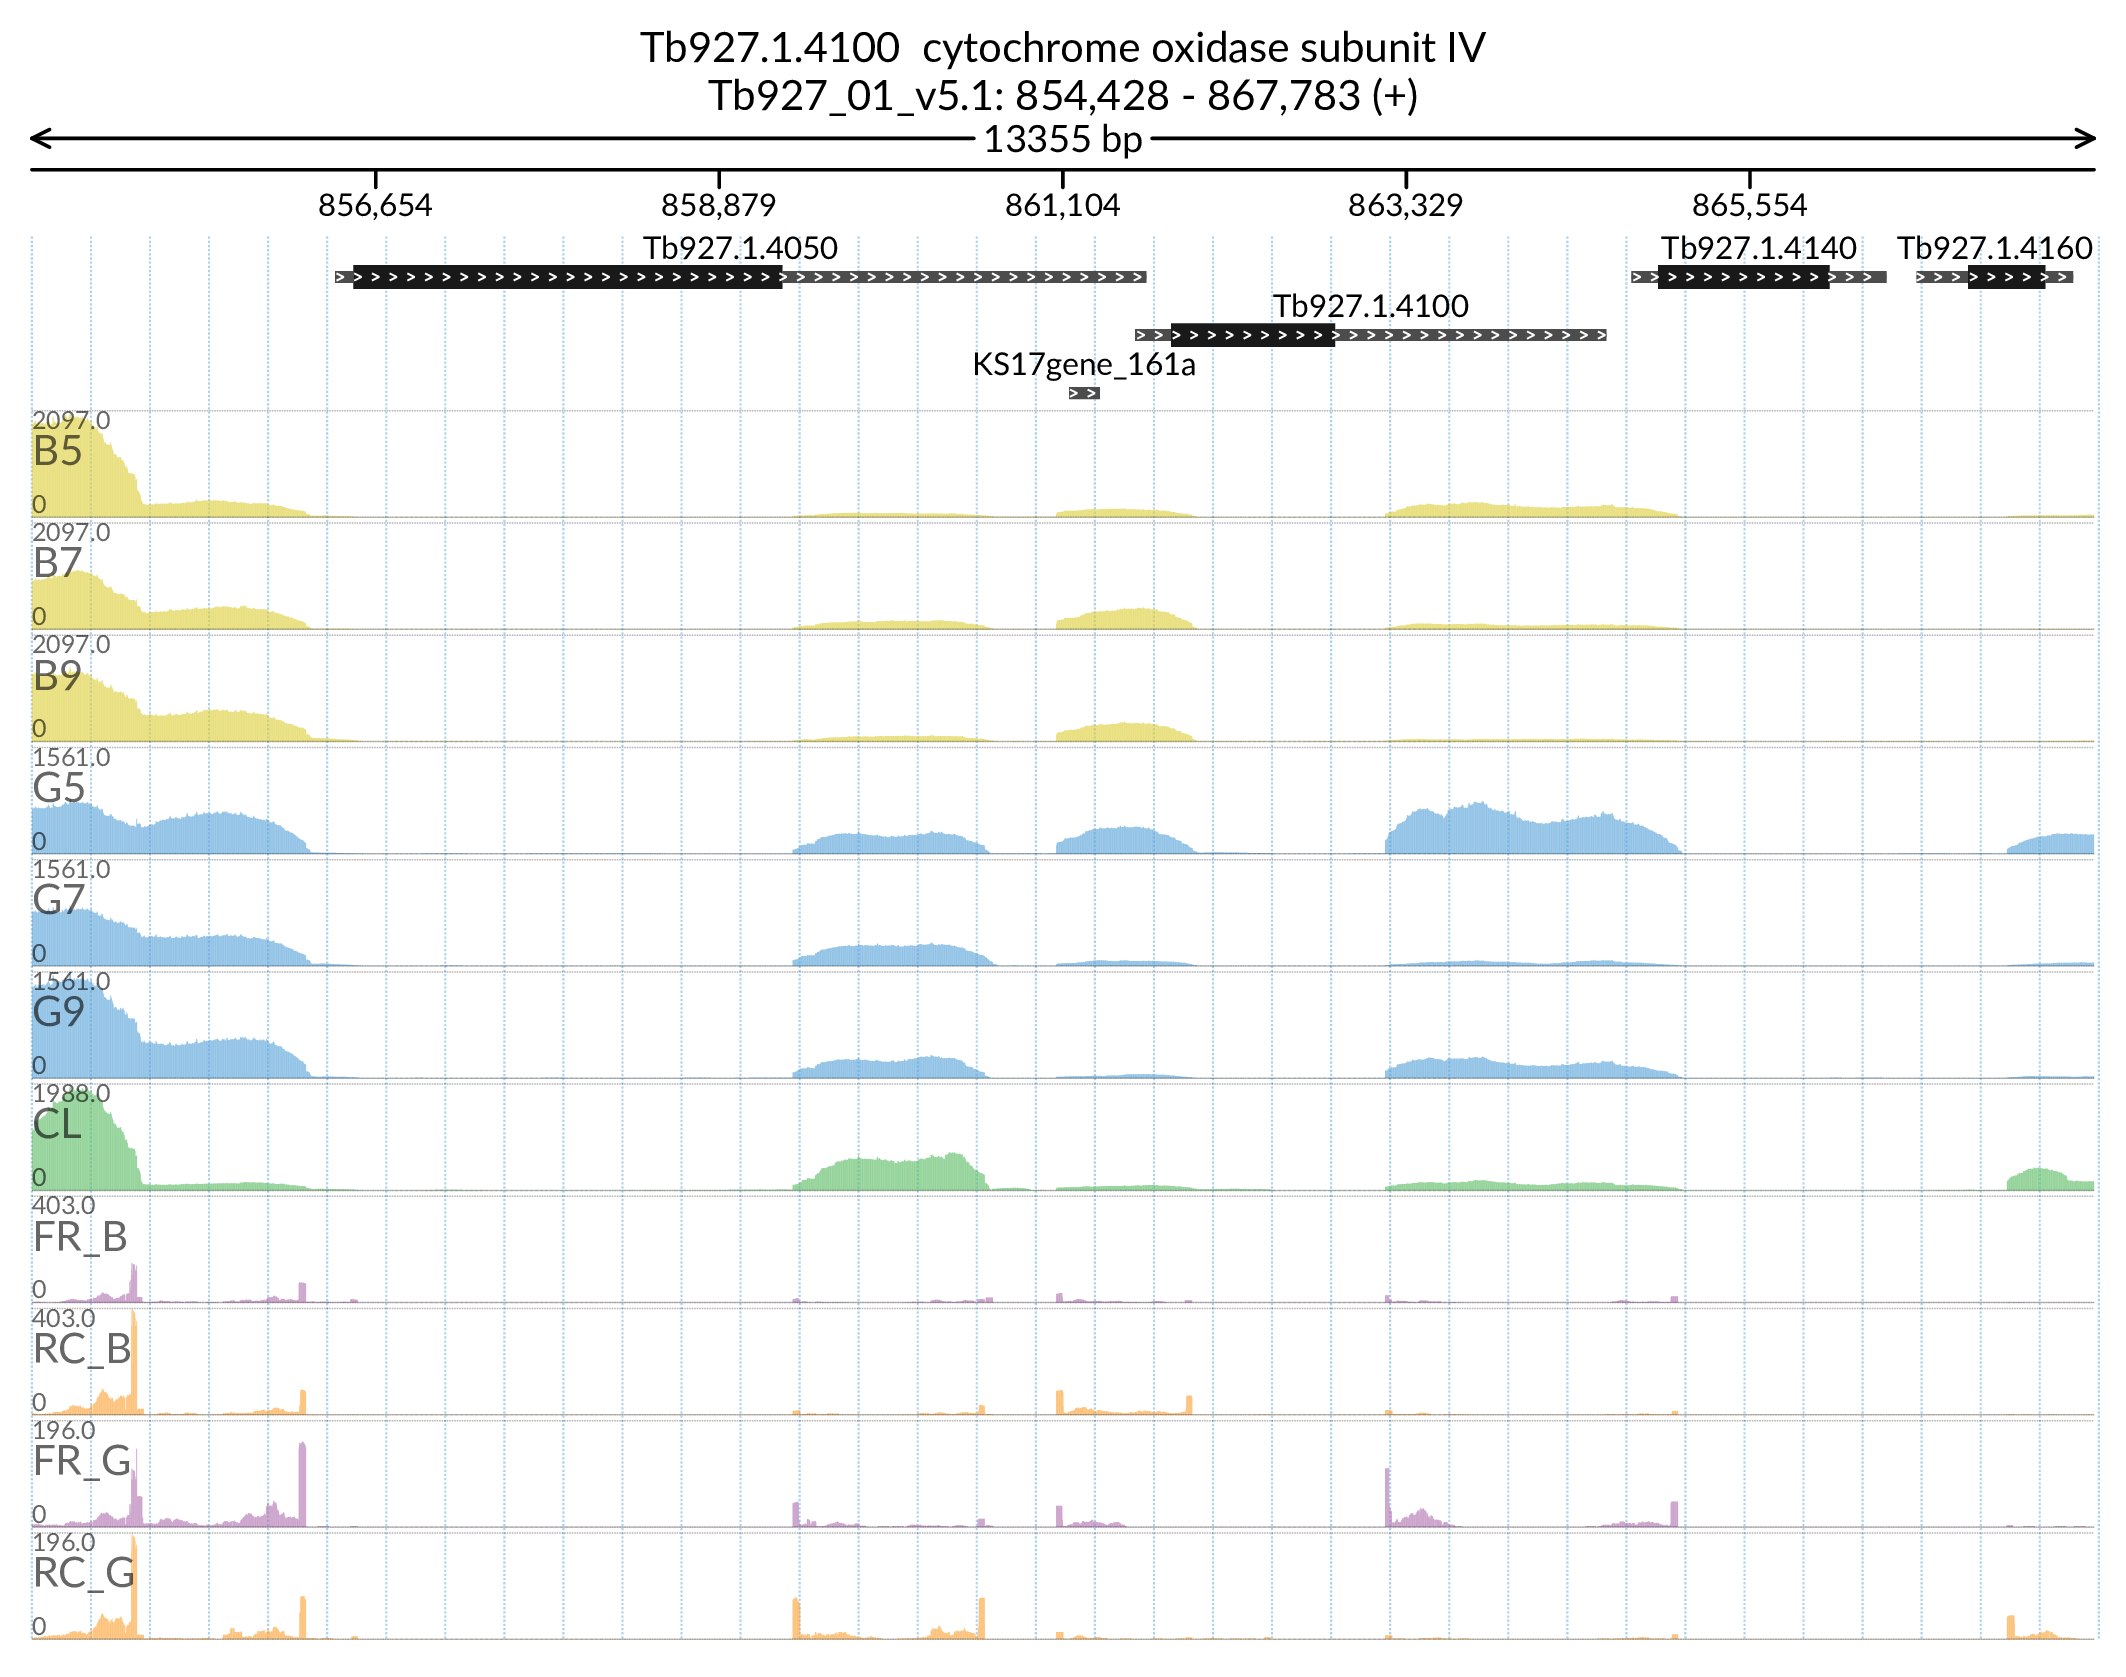 Tb927.1.4100 cytochrome oxidase subunit IV
Tb927_01_v5.1: 854,428 - 867,783 (+)
13355 bp
856,654 858,879 861,104 863,329 865,554
Tb927.1.4050 Tb927.1.4140 Tb927.1.4160
Tb927.1.4100
KS17gene_161a
2097.0
B5
0
2097.0
B7
0
2097.0
B9
0
1561.0
G5
0
1561.0
G7
0
1561.0
G9
0
1988.0
CL
0
403.0
FR_B
0
403.0
RC_B
0
196.0
FR_G
0
196.0
RC_G
0